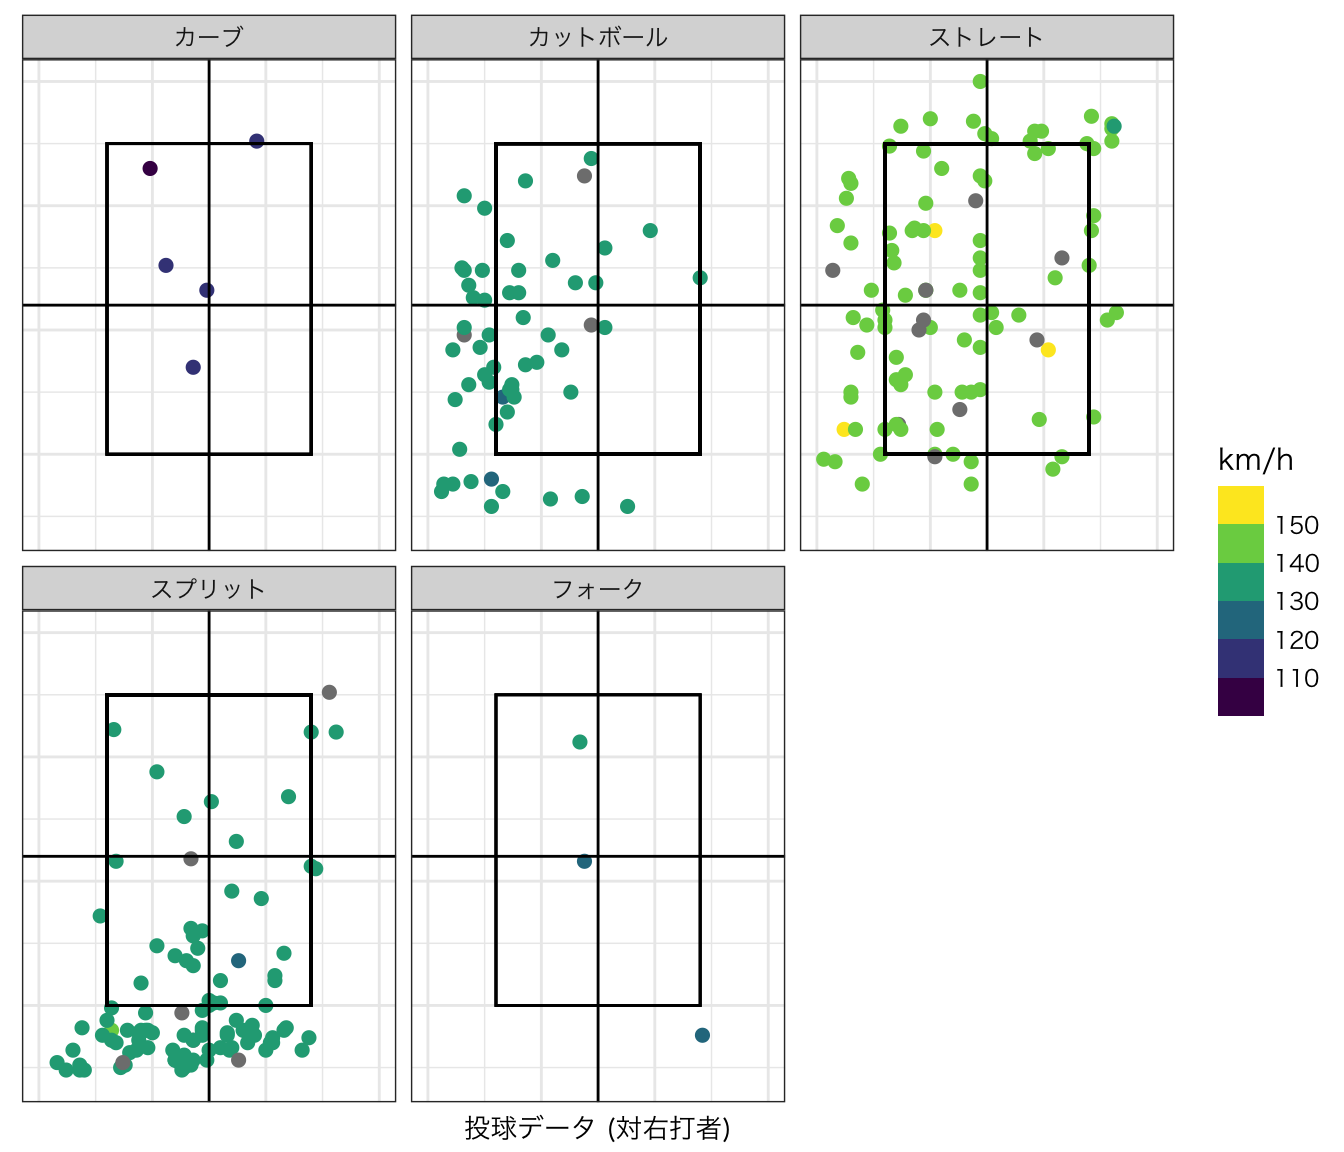 カーブ
カットボール
ストレート
スプリット
フォーク
km/h
150
140
130
120
110
投球データ (対右打者)